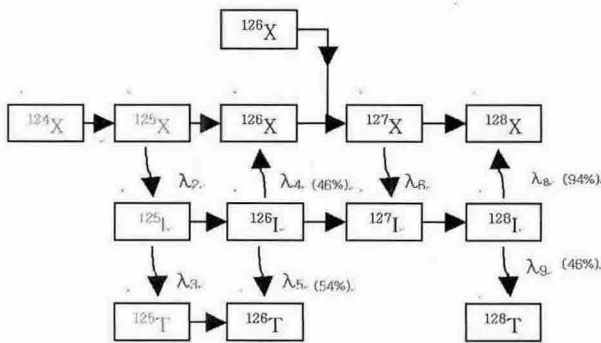 ¹²⁶X
¹²⁴X ¹²⁵X ¹²⁶X ¹²⁷X ¹²⁸X
λ₂ λ₄ (46%) λ₆ λ₈ (94%)
¹²⁵I ¹²⁶I ¹²⁷I ¹²⁸I
λ₃ λ₅ (54%) λ₉ (46%)
¹²⁵T ¹²⁶T ¹²⁸T